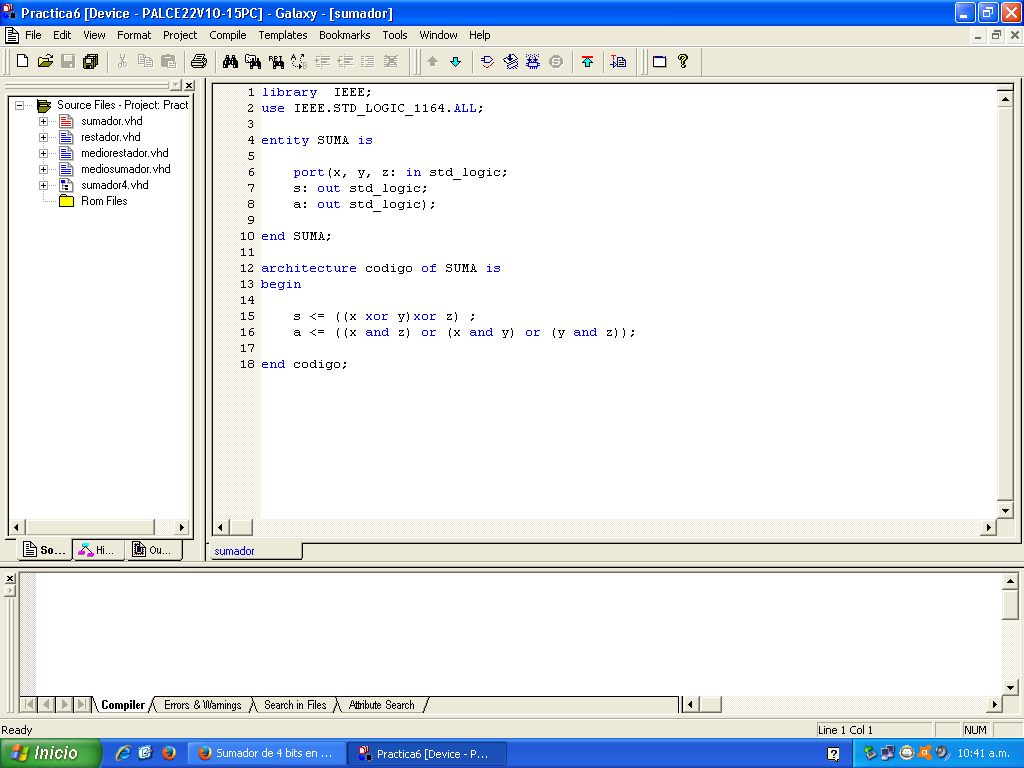 Practica6 [Device - PALCE22V10-15PC] - Galaxy - [sumador]
File Edit View Format Project Compile Templates Bookmarks Tools Window Help
Source Files - Project: Pract
sumador.vhd
restador.vhd
mediorestador.vhd
mediosumador.vhd
sumador4.vhd
Rom Files
So... Hi... Ou...
1 library  IEEE;
2 use IEEE.STD_LOGIC_1164.ALL;
3
4 entity SUMA is
5
6     port(x, y, z: in std_logic;
7     s: out std_logic;
8     a: out std_logic);
9
10 end SUMA;
11
12 architecture codigo of SUMA is
13 begin
14
15     s <= ((x xor y)xor z) ;
16     a <= ((x and z) or (x and y) or (y and z));
17
18 end codigo;
sumador
Compiler Errors & Warnings Search in Files Attribute Search
Ready Line 1 Col 1 NUM
Inicio Sumador de 4 bits en ... Practica6 [Device - P... 10:41 a.m.